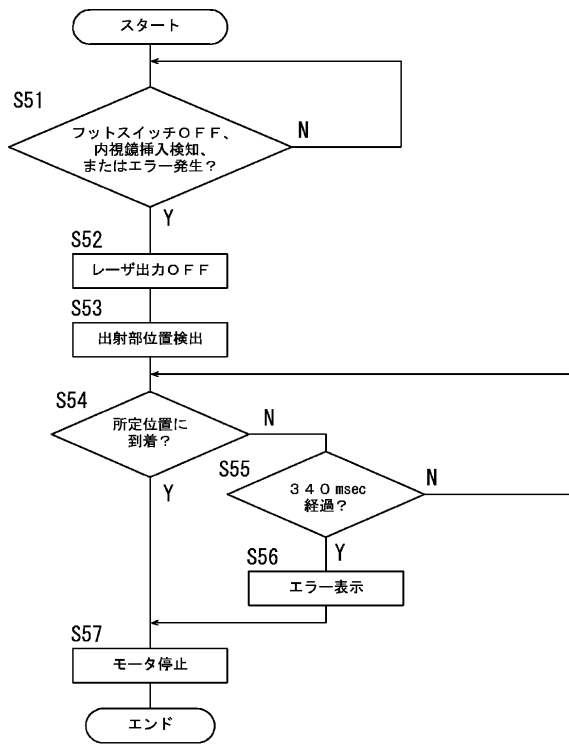 スタート
S51
フットスイッチOFF、
内視鏡挿入検知、
またはエラー発生?
N
Y
S52
レーザ出力OFF
S53
出射部位置検出
S54
所定位置に
到着?
N
Y
S55
340msec
経過?
N
Y
S56
エラー表示
S57
モータ停止
エンド